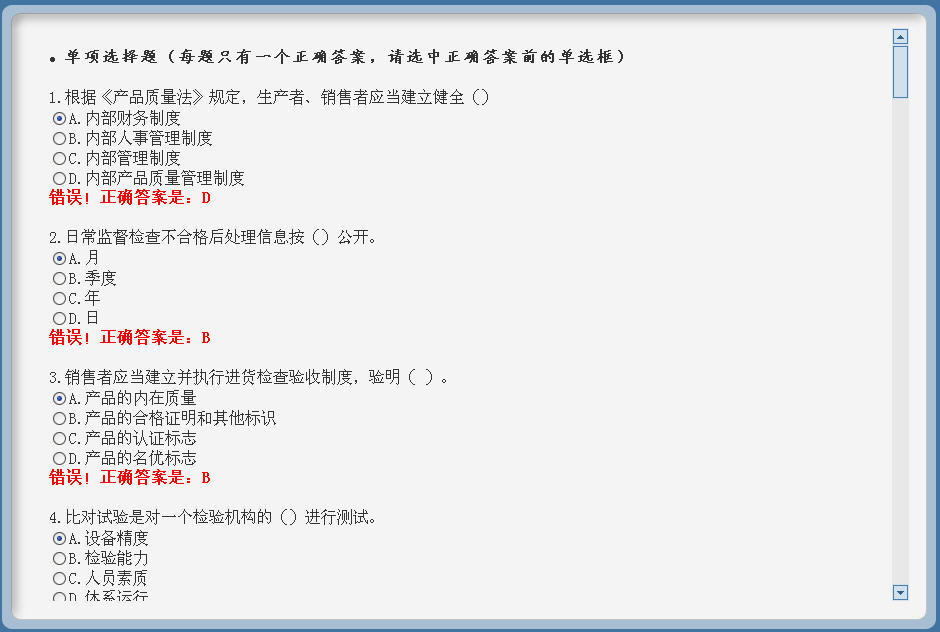 • 单项选择题（每题只有一个正确答案，请选中正确答案前的单选框）
1.根据《产品质量法》规定，生产者、销售者应当建立健全（）
A.内部财务制度
B.内部人事管理制度
C.内部管理制度
D.内部产品质量管理制度
错误！正确答案是：D
2.日常监督检查不合格后处理信息按（）公开。
A.月
B.季度
C.年
D.日
错误！正确答案是：B
3.销售者应当建立并执行进货检查验收制度，验明（ ）。
A.产品的内在质量
B.产品的合格证明和其他标识
C.产品的认证标志
D.产品的名优标志
错误！正确答案是：B
4.比对试验是对一个检验机构的（）进行测试。
A.设备精度
B.检验能力
C.人员素质
D.体系运行